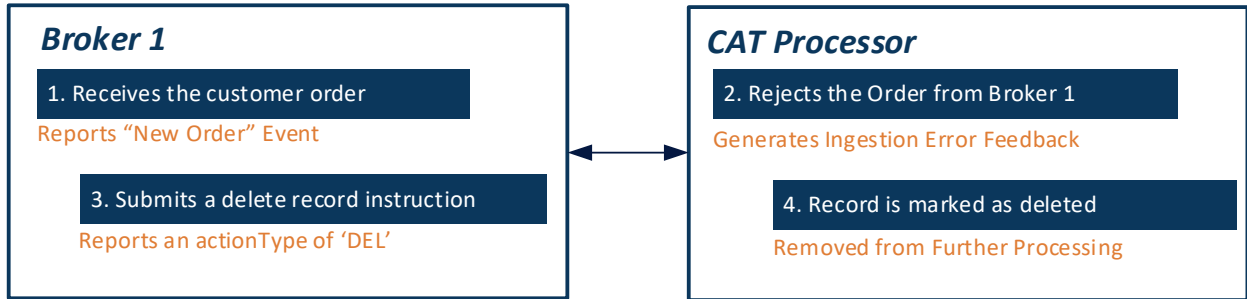 Broker 1
1. Receives the customer order
Reports “New Order” Event
3. Submits a delete record instruction
Reports an actionType of ‘DEL’
CAT Processor
2. Rejects the Order from Broker 1
Generates Ingestion Error Feedback
4. Record is marked as deleted
Removed from Further Processing